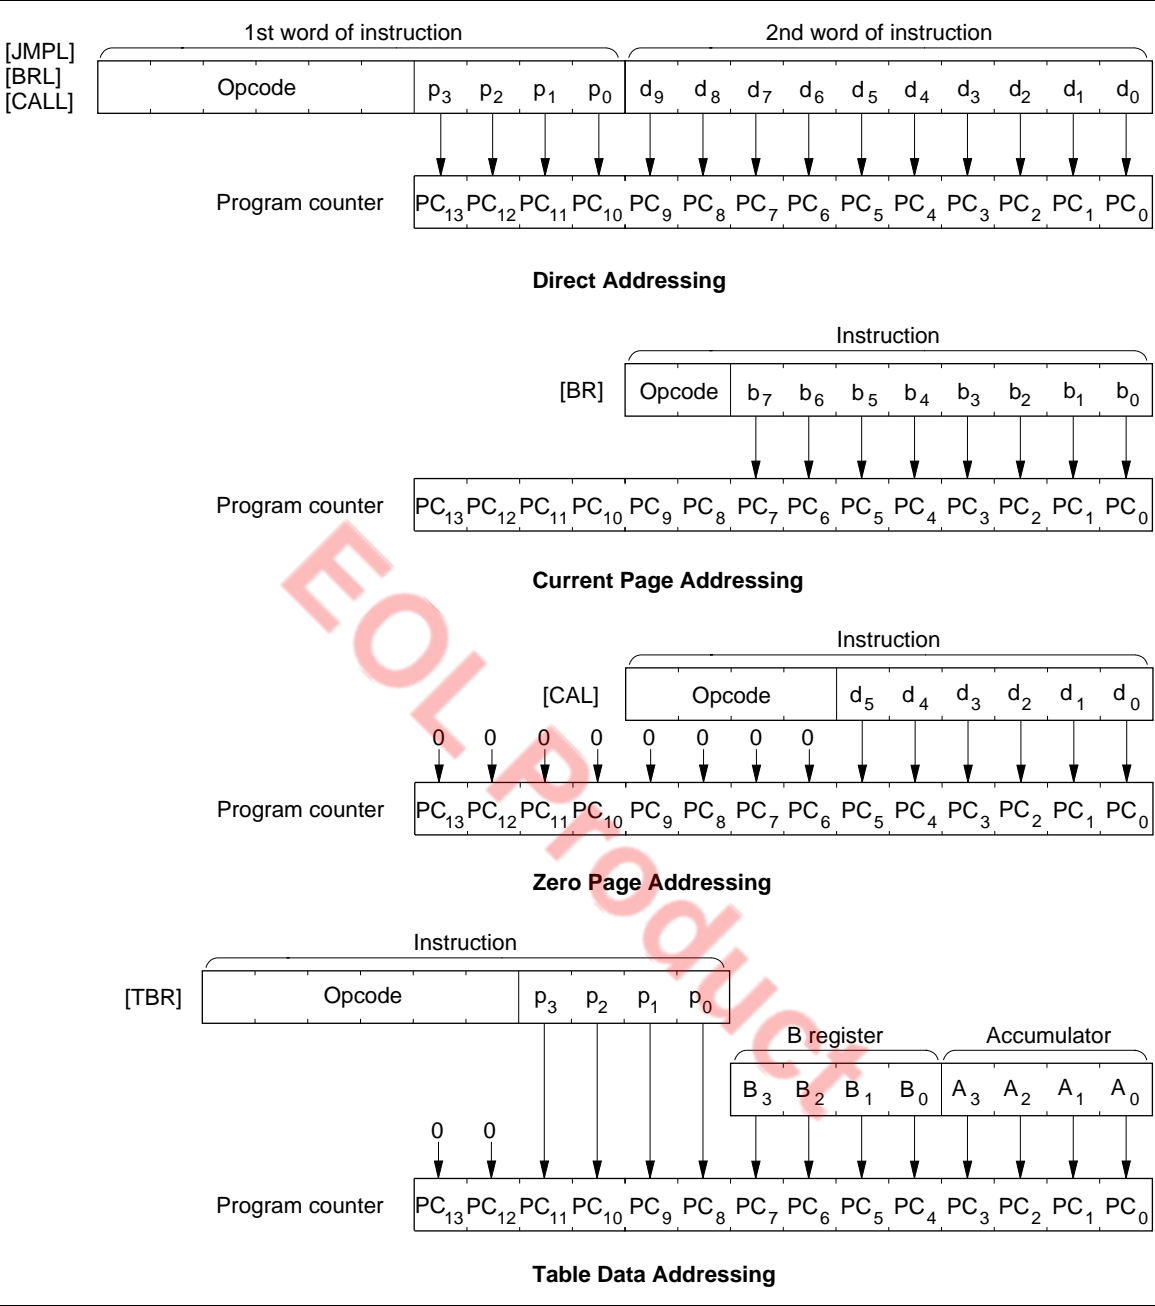 1st word of instruction 2nd word of instruction
[JMPL]
[BRL]
[CALL]
Opcode p3 p2 p1 p0 d9 d8 d7 d6 d5 d4 d3 d2 d1 d0
Program counter PC13 PC12 PC11 PC10 PC9 PC8 PC7 PC6 PC5 PC4 PC3 PC2 PC1 PC0
Direct Addressing
Instruction
[BR] Opcode b7 b6 b5 b4 b3 b2 b1 b0
Program counter PC13 PC12 PC11 PC10 PC9 PC8 PC7 PC6 PC5 PC4 PC3 PC2 PC1 PC0
Current Page Addressing
Instruction
[CAL] Opcode d5 d4 d3 d2 d1 d0
0 0 0 0 0 0 0 0
Program counter PC13 PC12 PC11 PC10 PC9 PC8 PC7 PC6 PC5 PC4 PC3 PC2 PC1 PC0
Zero Page Addressing
Instruction
[TBR] Opcode p3 p2 p1 p0
B register Accumulator
B3 B2 B1 B0 A3 A2 A1 A0
0 0
Program counter PC13 PC12 PC11 PC10 PC9 PC8 PC7 PC6 PC5 PC4 PC3 PC2 PC1 PC0
Table Data Addressing
EOL Product